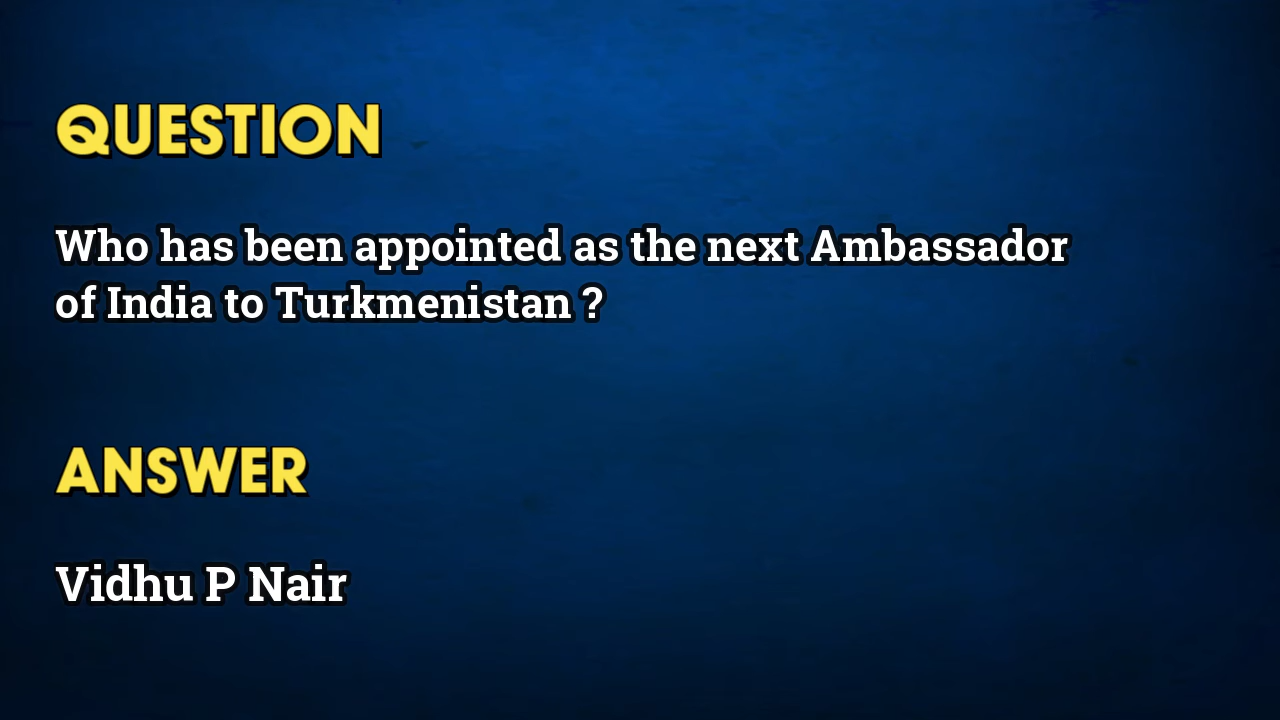 QUESTION
Who has been appointed as the next Ambassador
of India to Turkmenistan ?
ANSWER
Vidhu P Nair